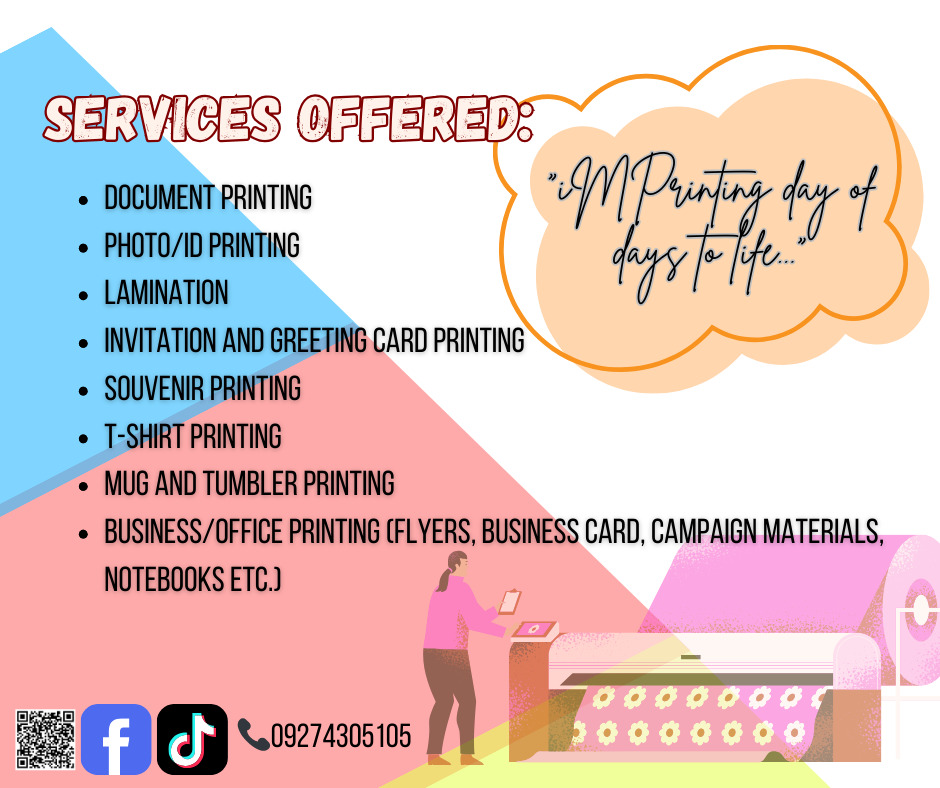 SERVICES OFFERED:
"iMPrinting day of
days to life..."
• DOCUMENT PRINTING
• PHOTO/ID PRINTING
• LAMINATION
• INVITATION AND GREETING CARD PRINTING
• SOUVENIR PRINTING
• T-SHIRT PRINTING
• MUG AND TUMBLER PRINTING
• BUSINESS/OFFICE PRINTING (FLYERS, BUSINESS CARD, CAMPAIGN MATERIALS,
NOTEBOOKS ETC.)
09274305105